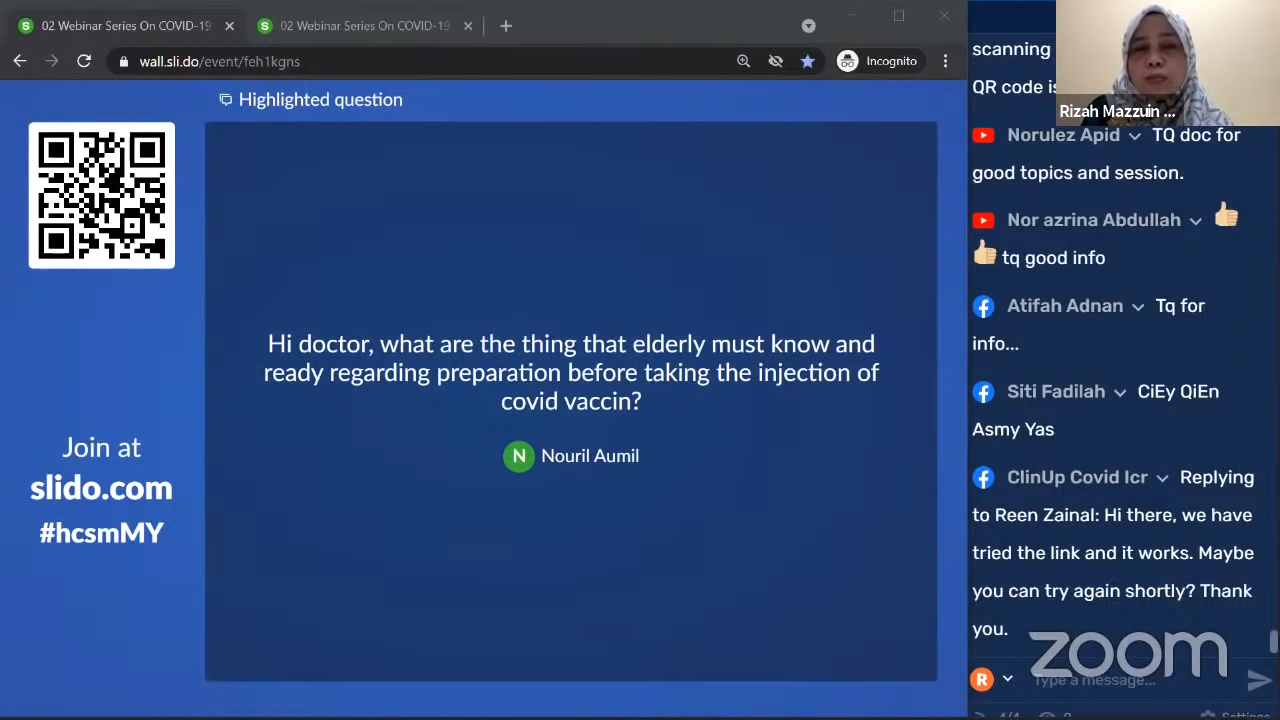 02 Webinar Series On COVID-19
02 Webinar Series On COVID-19
wall.sli.do/event/feh1kgns
Incognito
Highlighted question
Hi doctor, what are the thing that elderly must know and
ready regarding preparation before taking the injection of
covid vaccin?
N Nouril Aumil
Join at
slido.com
#hcsmMY
scanning
QR code is
Rizah Mazzuin ...
Norulez Apid TQ doc for
good topics and session.
Nor azrina Abdullah
tq good info
Atifah Adnan Tq for
info...
Siti Fadilah CiEy QiEn
Asmy Yas
ClinUp Covid Icr Replying
to Reen Zainal: Hi there, we have
tried the link and it works. Maybe
you can try again shortly? Thank
you.
zoom
R Type a message...
Settings